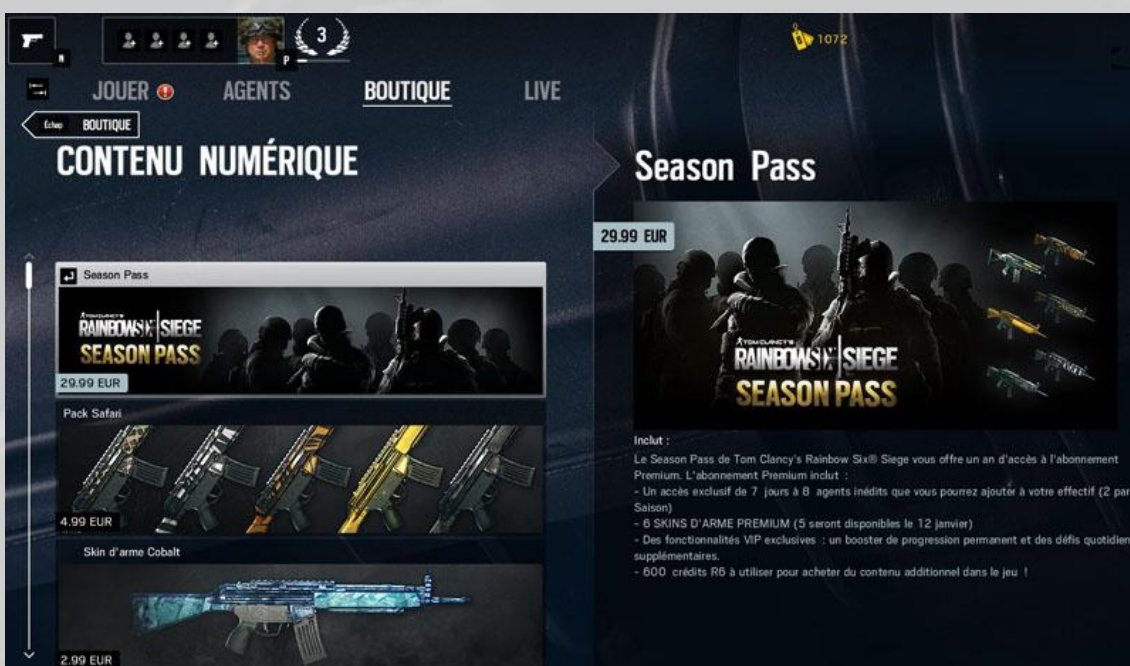 N
P
3
1072
JOUER
AGENTS
BOUTIQUE
LIVE
Echap BOUTIQUE
CONTENU NUMÉRIQUE
Season Pass
TOM CLANCY'S
RAINBOW SIX SIEGE
SEASON PASS
29.99 EUR
Pack Safari
4.99 EUR
Skin d'arme Cobalt
2.99 EUR
Season Pass
29.99 EUR
TOM CLANCY'S
RAINBOW SIX SIEGE
SEASON PASS
Inclut :
Le Season Pass de Tom Clancy's Rainbow Six® Siege vous offre un an d'accès à l'abonnement
Premium. L'abonnement Premium inclut :
- Un accès exclusif de 7 jours à 8 agents inédits que vous pourrez ajouter à votre effectif (2 par
Saison)
- 6 SKINS D'ARME PREMIUM (5 seront disponibles le 12 janvier)
- Des fonctionnalités VIP exclusives : un booster de progression permanent et des défis quotidien
supplémentaires.
- 600 crédits R6 à utiliser pour acheter du contenu additionnel dans le jeu !